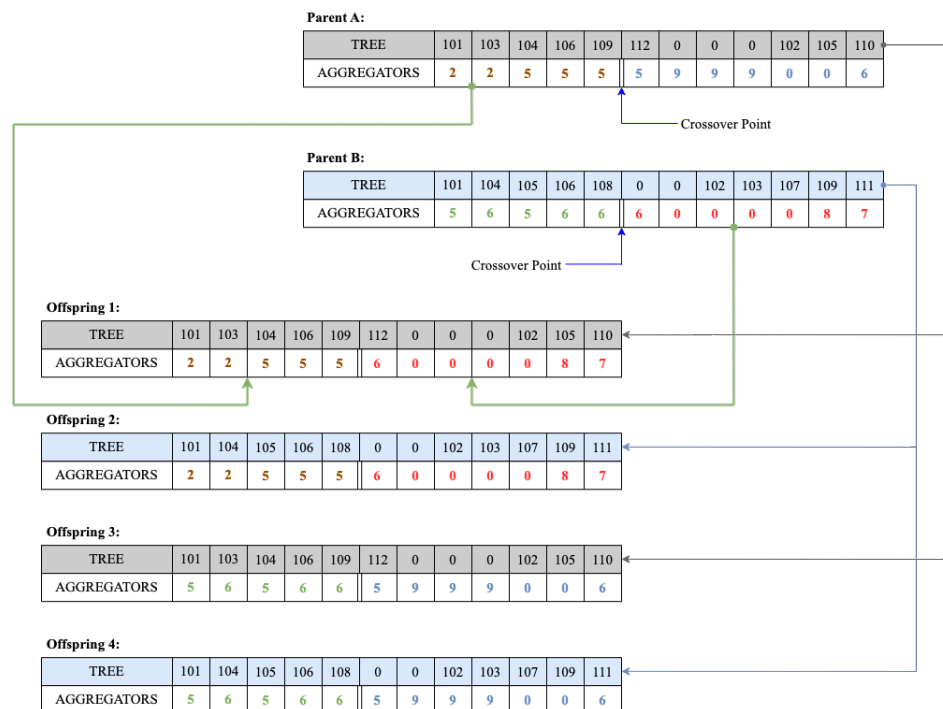 Parent A:
TREE 101 103 104 106 109 112 0 0 0 102 105 110
AGGREGATORS 2 2 5 5 5 5 9 9 9 0 0 6
Crossover Point
Parent B:
TREE 101 104 105 106 108 0 0 102 103 107 109 111
AGGREGATORS 5 6 5 6 6 6 0 0 0 0 8 7
Crossover Point
Offspring 1:
TREE 101 103 104 106 109 112 0 0 0 102 105 110
AGGREGATORS 2 2 5 5 5 6 0 0 0 0 8 7
Offspring 2:
TREE 101 104 105 106 108 0 0 102 103 107 109 111
AGGREGATORS 2 2 5 5 5 6 0 0 0 0 8 7
Offspring 3:
TREE 101 103 104 106 109 112 0 0 0 102 105 110
AGGREGATORS 5 6 5 6 6 5 9 9 9 0 0 6
Offspring 4:
TREE 101 104 105 106 108 0 0 102 103 107 109 111
AGGREGATORS 5 6 5 6 6 5 9 9 9 0 0 6